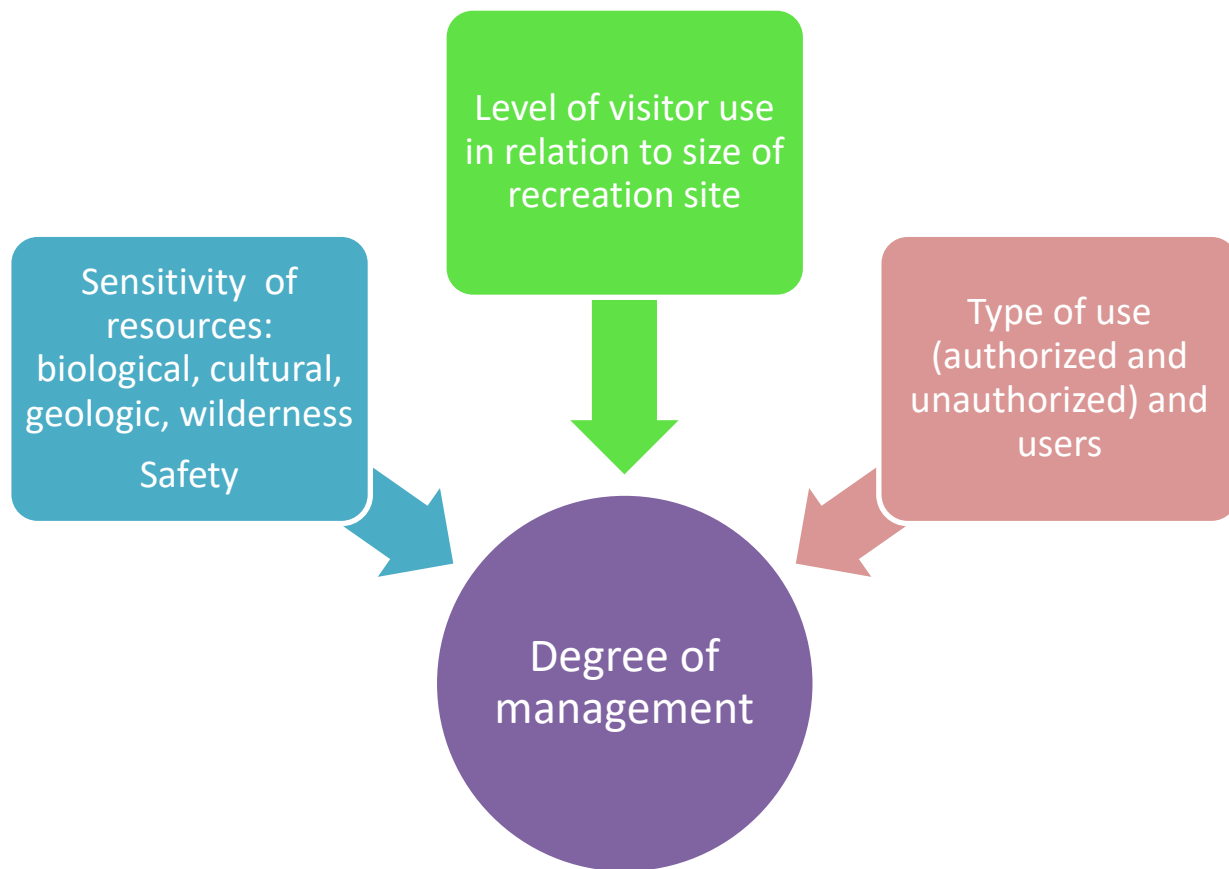 Level of visitor use
in relation to size of
recreation site
Sensitivity  of
resources:
biological, cultural,
geologic, wilderness
Safety
Type of use
(authorized and
unauthorized) and
users
Degree of
management